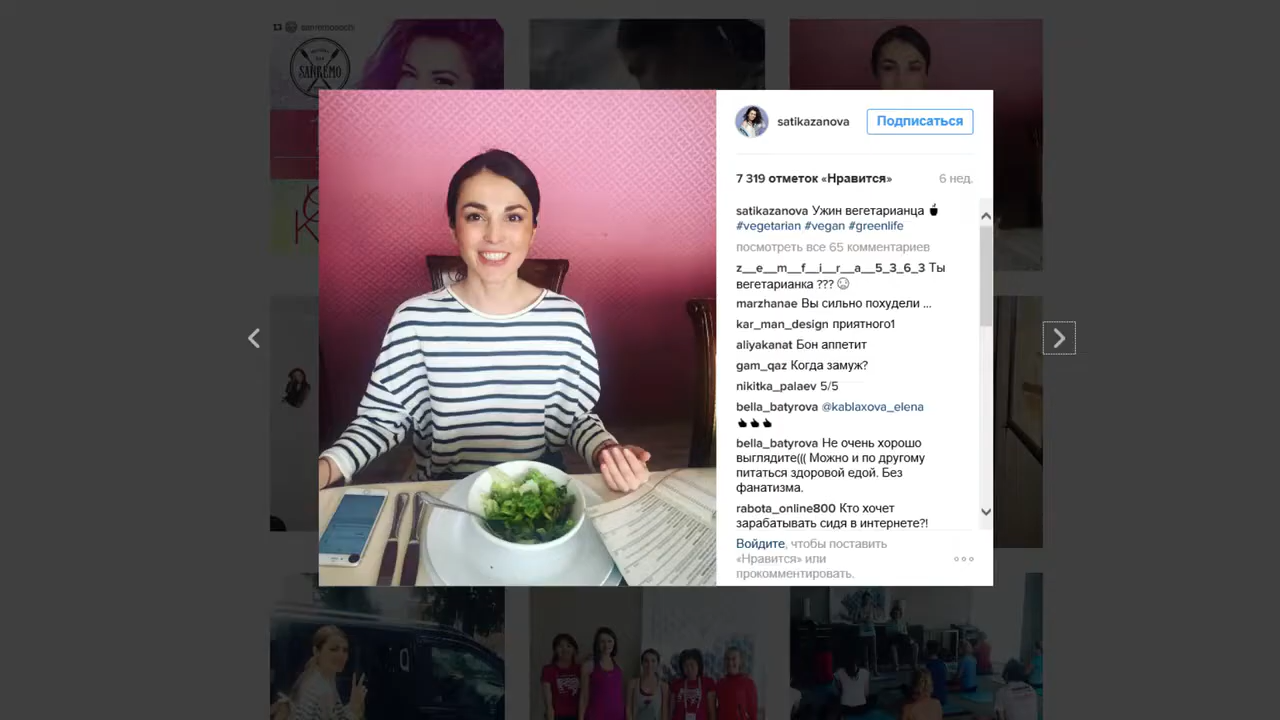 13 sanremodocti
SANREMO
satikazanova Подписаться
7 319 отметок «Нравится» 6 нед.
satikazanova Ужин вегетарианца
#vegetarian #vegan #greenlife
посмотреть все 65 комментариев
z__e__m__f__i__r__a__5_3_6_3 Ты
вегетарианка ???
marzhanae Вы сильно похудели ...
kar_man_design приятного1
aliyakanat Бон аппетит
gam_qaz Когда замуж?
nikitka_palaev 5/5
bella_batyrova @kablaxova_elena
bella_batyrova Не очень хорошо
выглядите((( Можно и по другому
питаться здоровой едой. Без
фанатизма.
rabota_online800 Кто хочет
зарабатывать сидя в интернете?!
Войдите, чтобы поставить
«Нравится» или
прокомментировать.